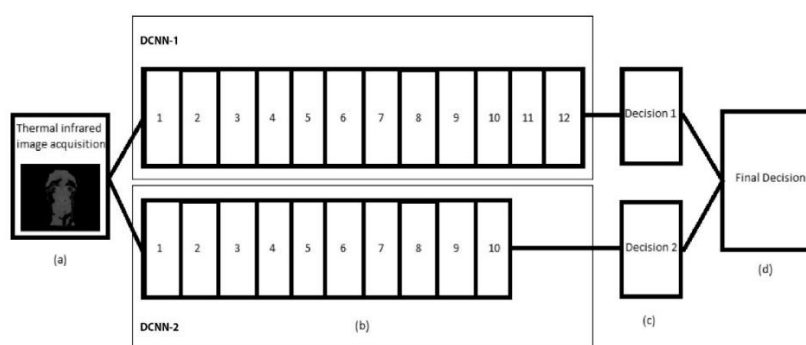 DCNN-1
1 2 3 4 5 6 7 8 9 10 11 12
Thermal infrared
image acquisition
(a)
1 2 3 4 5 6 7 8 9 10
DCNN-2
(b)
Decision 1
Decision 2
(c)
Final Decision
(d)